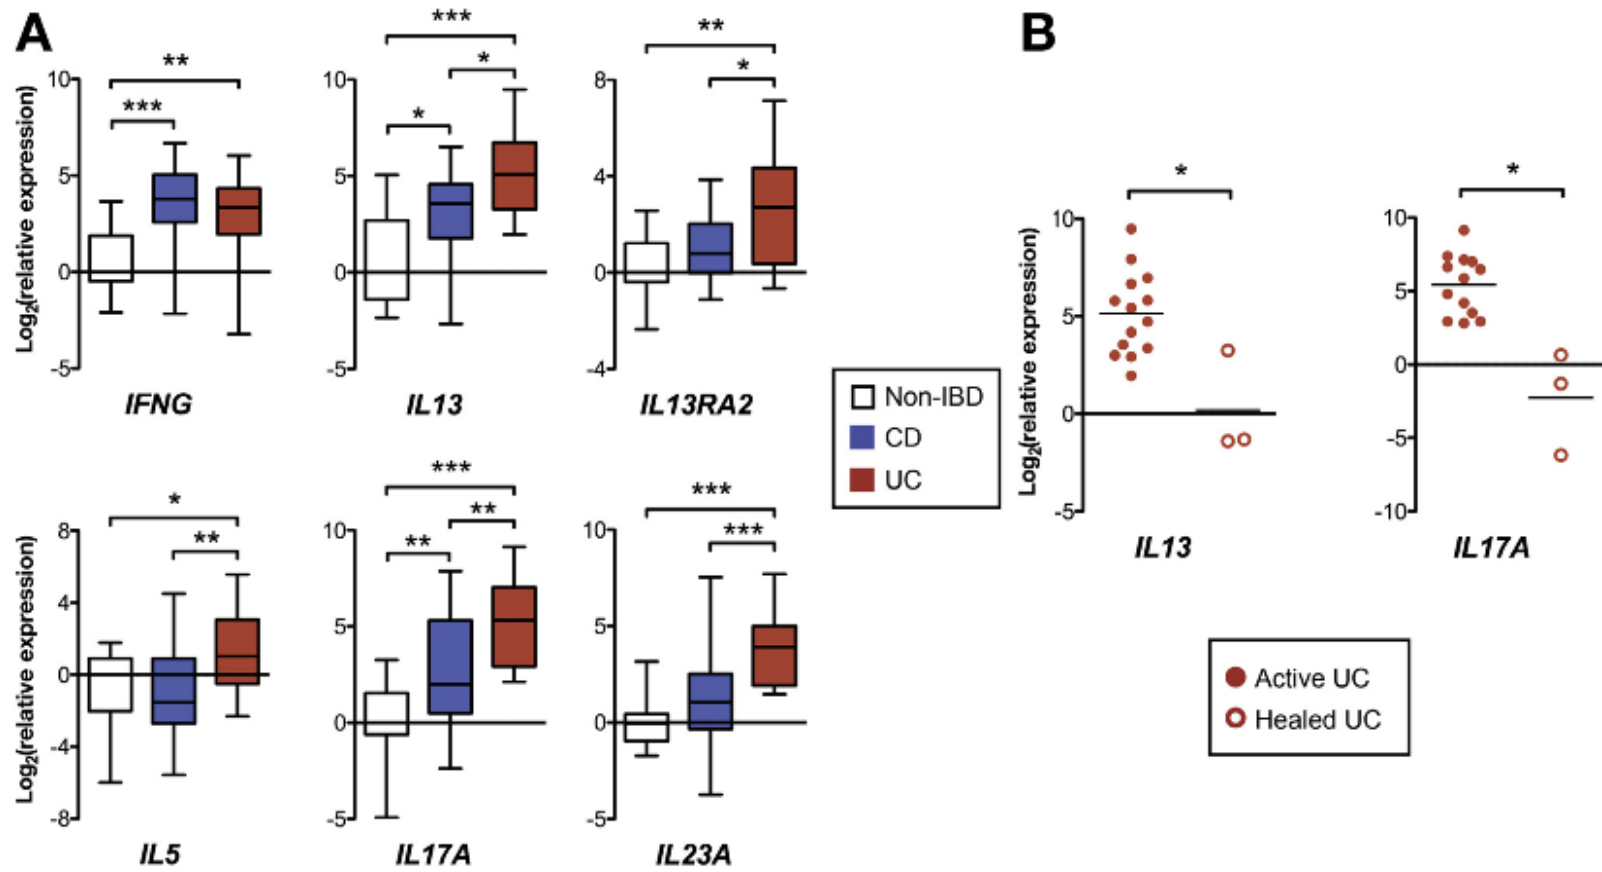 A
B
***
**
***
*
**
*
***
*
*
*
10
5
0
-5
Log2(relative expression)
IFNG
10
5
0
-5
IL13
8
4
0
-4
IL13RA2
Non-IBD
CD
UC
10
5
0
-5
Log2(relative expression)
IL13
10
5
0
-5
-10
IL17A
*
**
***
**
**
***
***
8
4
0
-4
-8
Log2(relative expression)
IL5
10
5
0
-5
IL17A
10
5
0
-5
IL23A
Active UC
Healed UC